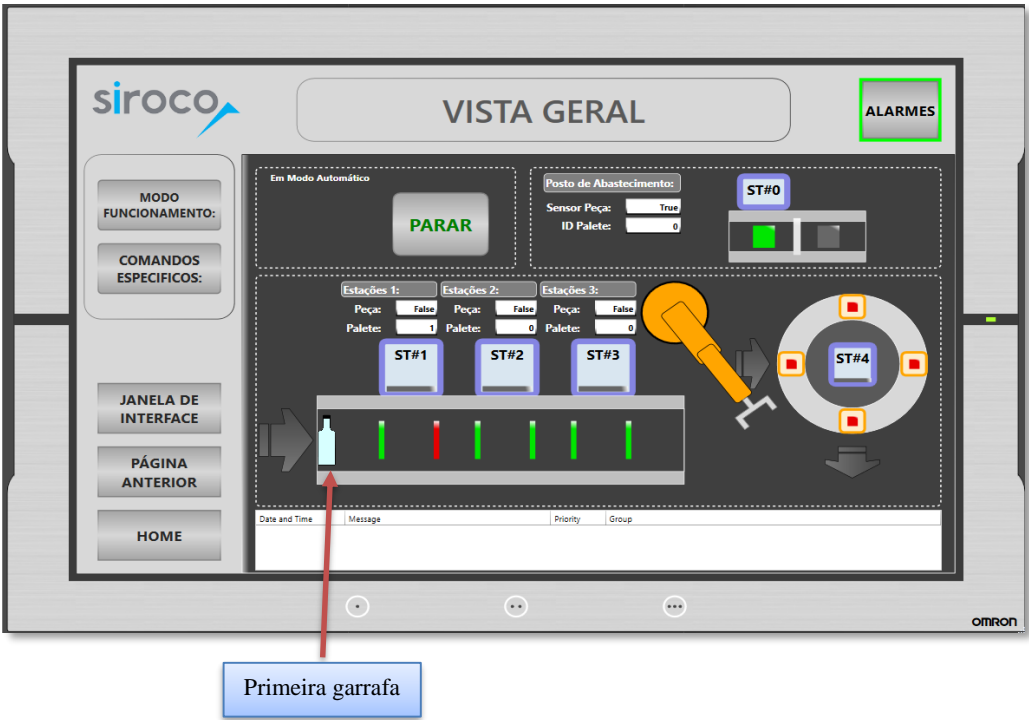 siroco
VISTA GERAL
ALARMES
MODO
FUNCIONAMENTO:
COMANDOS
ESPECIFICOS:
JANELA DE
INTERFACE
PÁGINA
ANTERIOR
HOME
Em Modo Automático
PARAR
Posto de Abastecimento:
Sensor Peça: True
ID Palete: 0
ST#0
Estações 1: Estações 2: Estações 3:
Peça: False Peça: False Peça: False
Palete: 1 Palete: 0 Palete: 0
ST#1 ST#2 ST#3
ST#4
Date and Time Message Priority Group
OMRON
Primeira garrafa